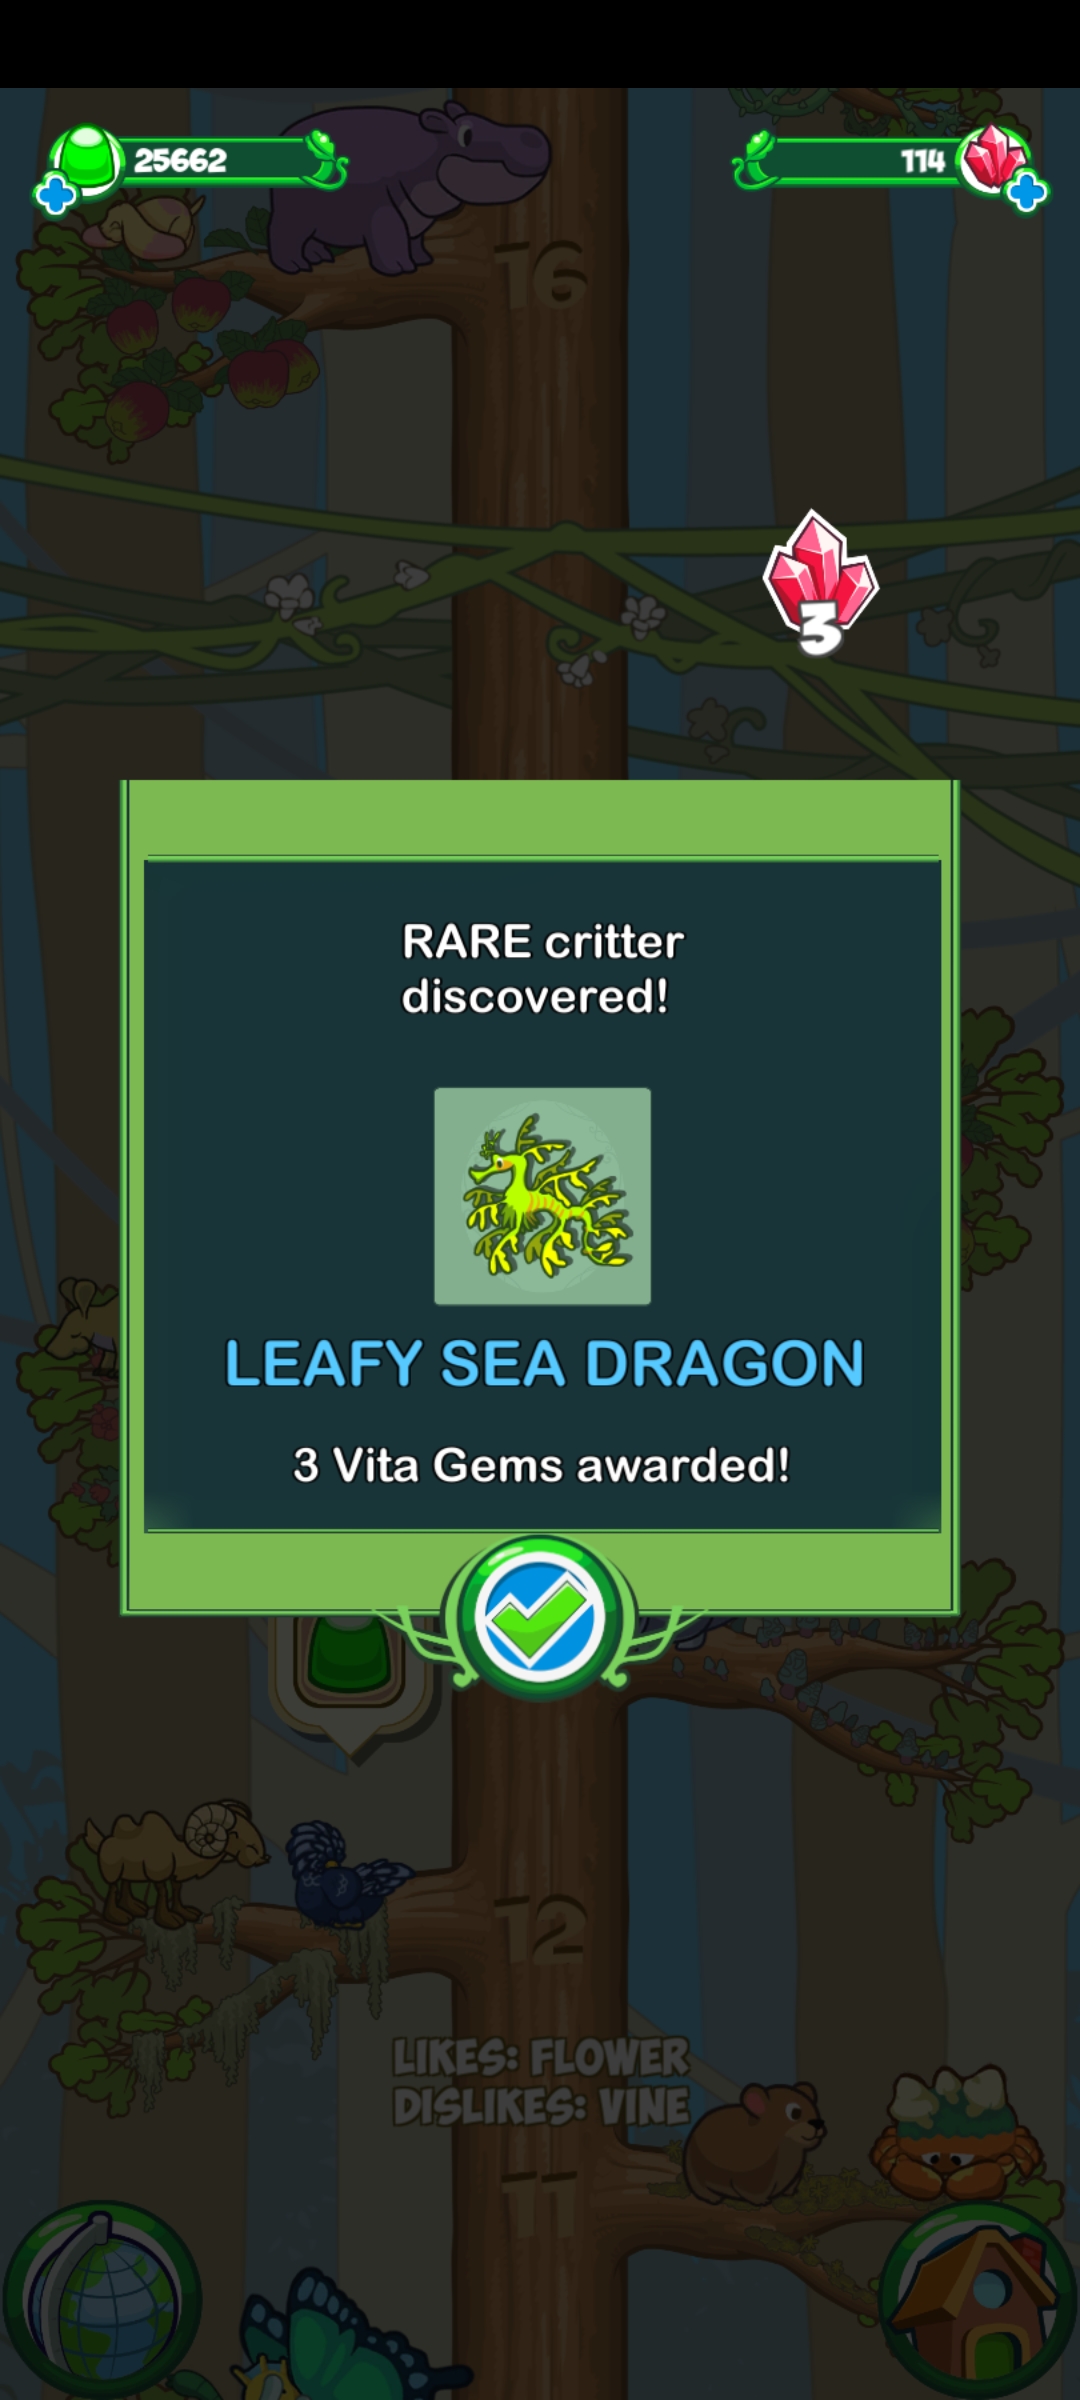 25662
114
16
3
RARE critter
discovered!
LEAFY SEA DRAGON
3 Vita Gems awarded!
12
LIKES: FLOWER
DISLIKES: VINE
11